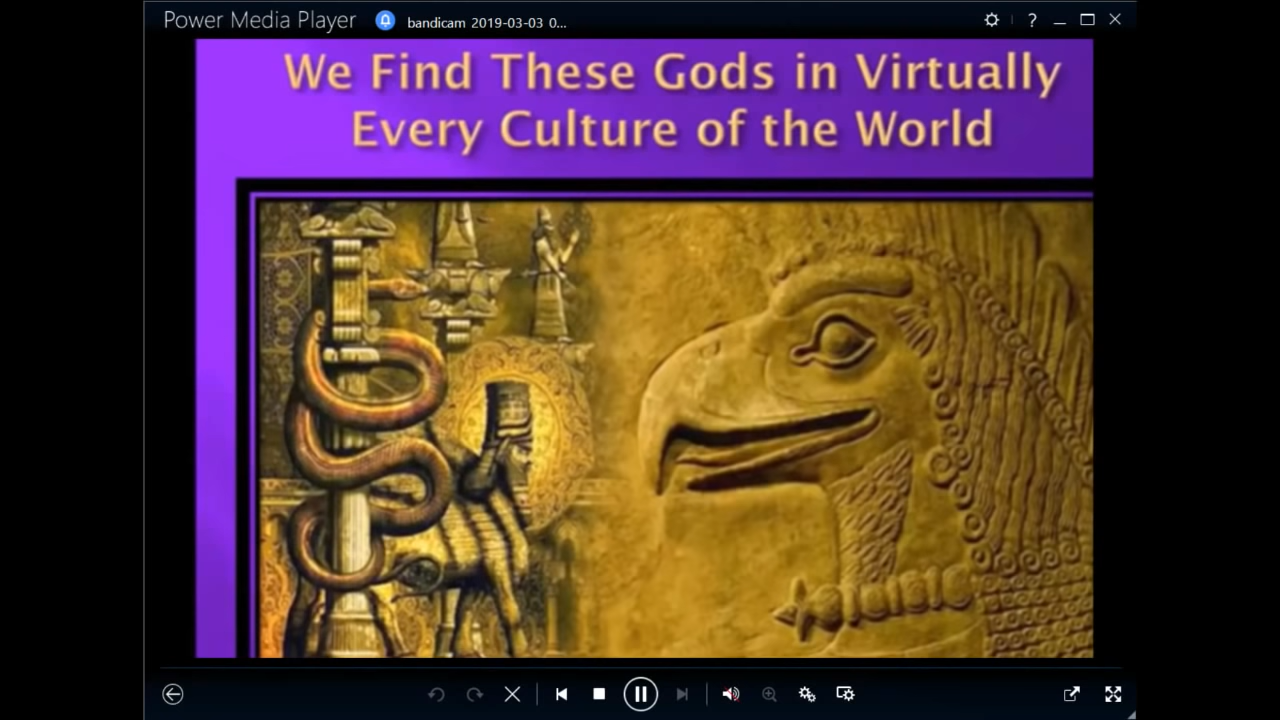 Power Media Player
bandicam 2019-03-03 0...
?
We Find These Gods in Virtually
Every Culture of the World